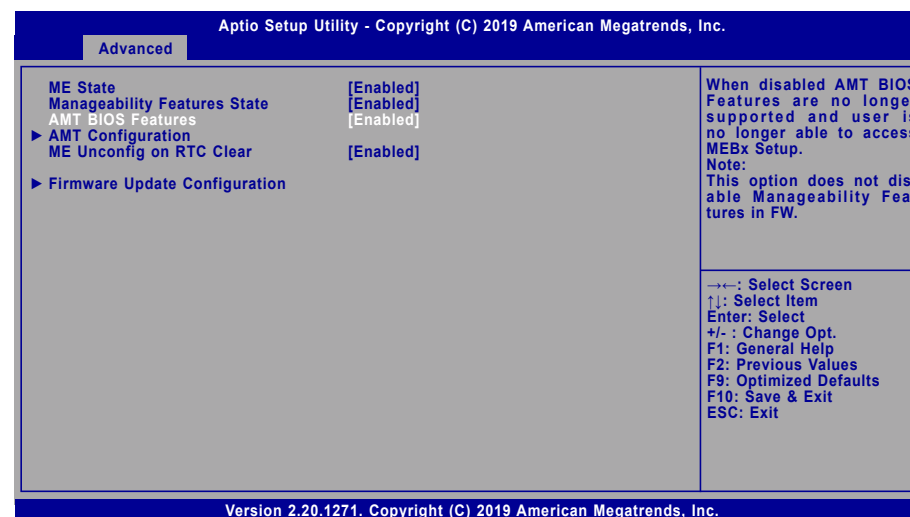 Aptio Setup Utility - Copyright (C) 2019 American Megatrends, Inc.
Advanced
ME State [Enabled]
Manageability Features State [Enabled]
AMT BIOS Features [Enabled]
► AMT Configuration
ME Unconfig on RTC Clear [Enabled]
► Firmware Update Configuration
When disabled AMT BIOS
Features are no longe
supported and user is
no longer able to acces
MEBx Setup.
Note:
This option does not dis
able Manageability Fea
tures in FW.
→←: Select Screen
↑↓: Select Item
Enter: Select
+/- : Change Opt.
F1: General Help
F2: Previous Values
F9: Optimized Defaults
F10: Save & Exit
ESC: Exit
Version 2.20.1271. Copyright (C) 2019 American Megatrends, Inc.